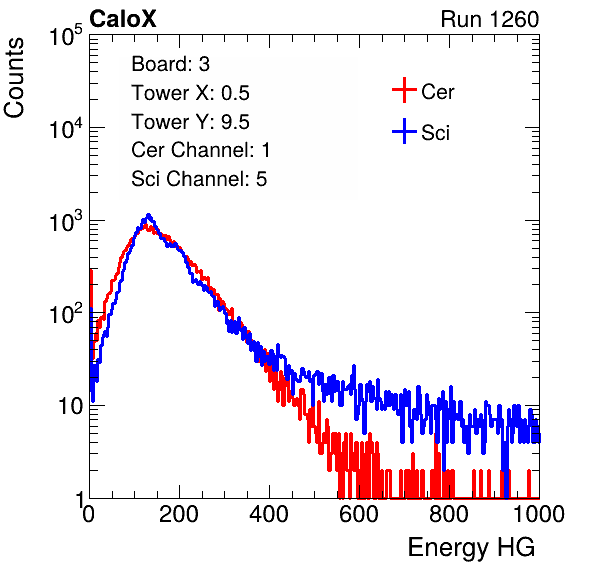 CaloX Run 1260
Counts
Board: 3
Tower X: 0.5
Tower Y: 9.5
Cer Channel: 1
Sci Channel: 5
Cer
Sci
10^5
10^4
10^3
10^2
10
1
0 200 400 600 800 1000
Energy HG